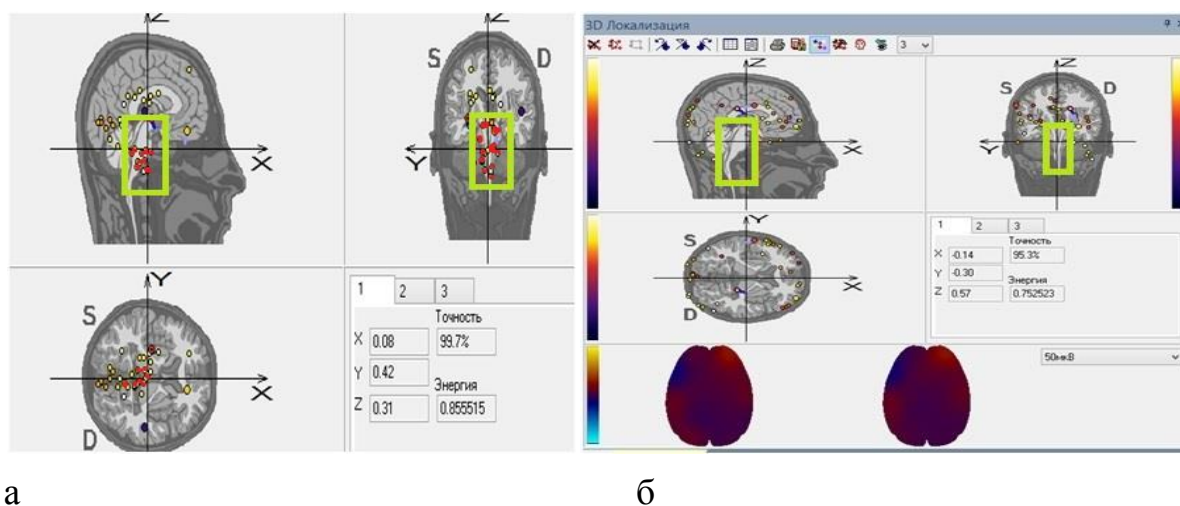 Z
X
S
D
Z
Y
Y
S
D
X
1 2 3
Точность
X 0.08 99.7%
Y 0.42
Энергия
Z 0.31 0.855515
3D Локализация
3
Z
X
S
D
Z
Y
Y
S
D
X
1 2 3
Точность
X -0.14 95.3%
Y -0.30
Энергия
Z 0.57 0.752523
50мкВ
а
б